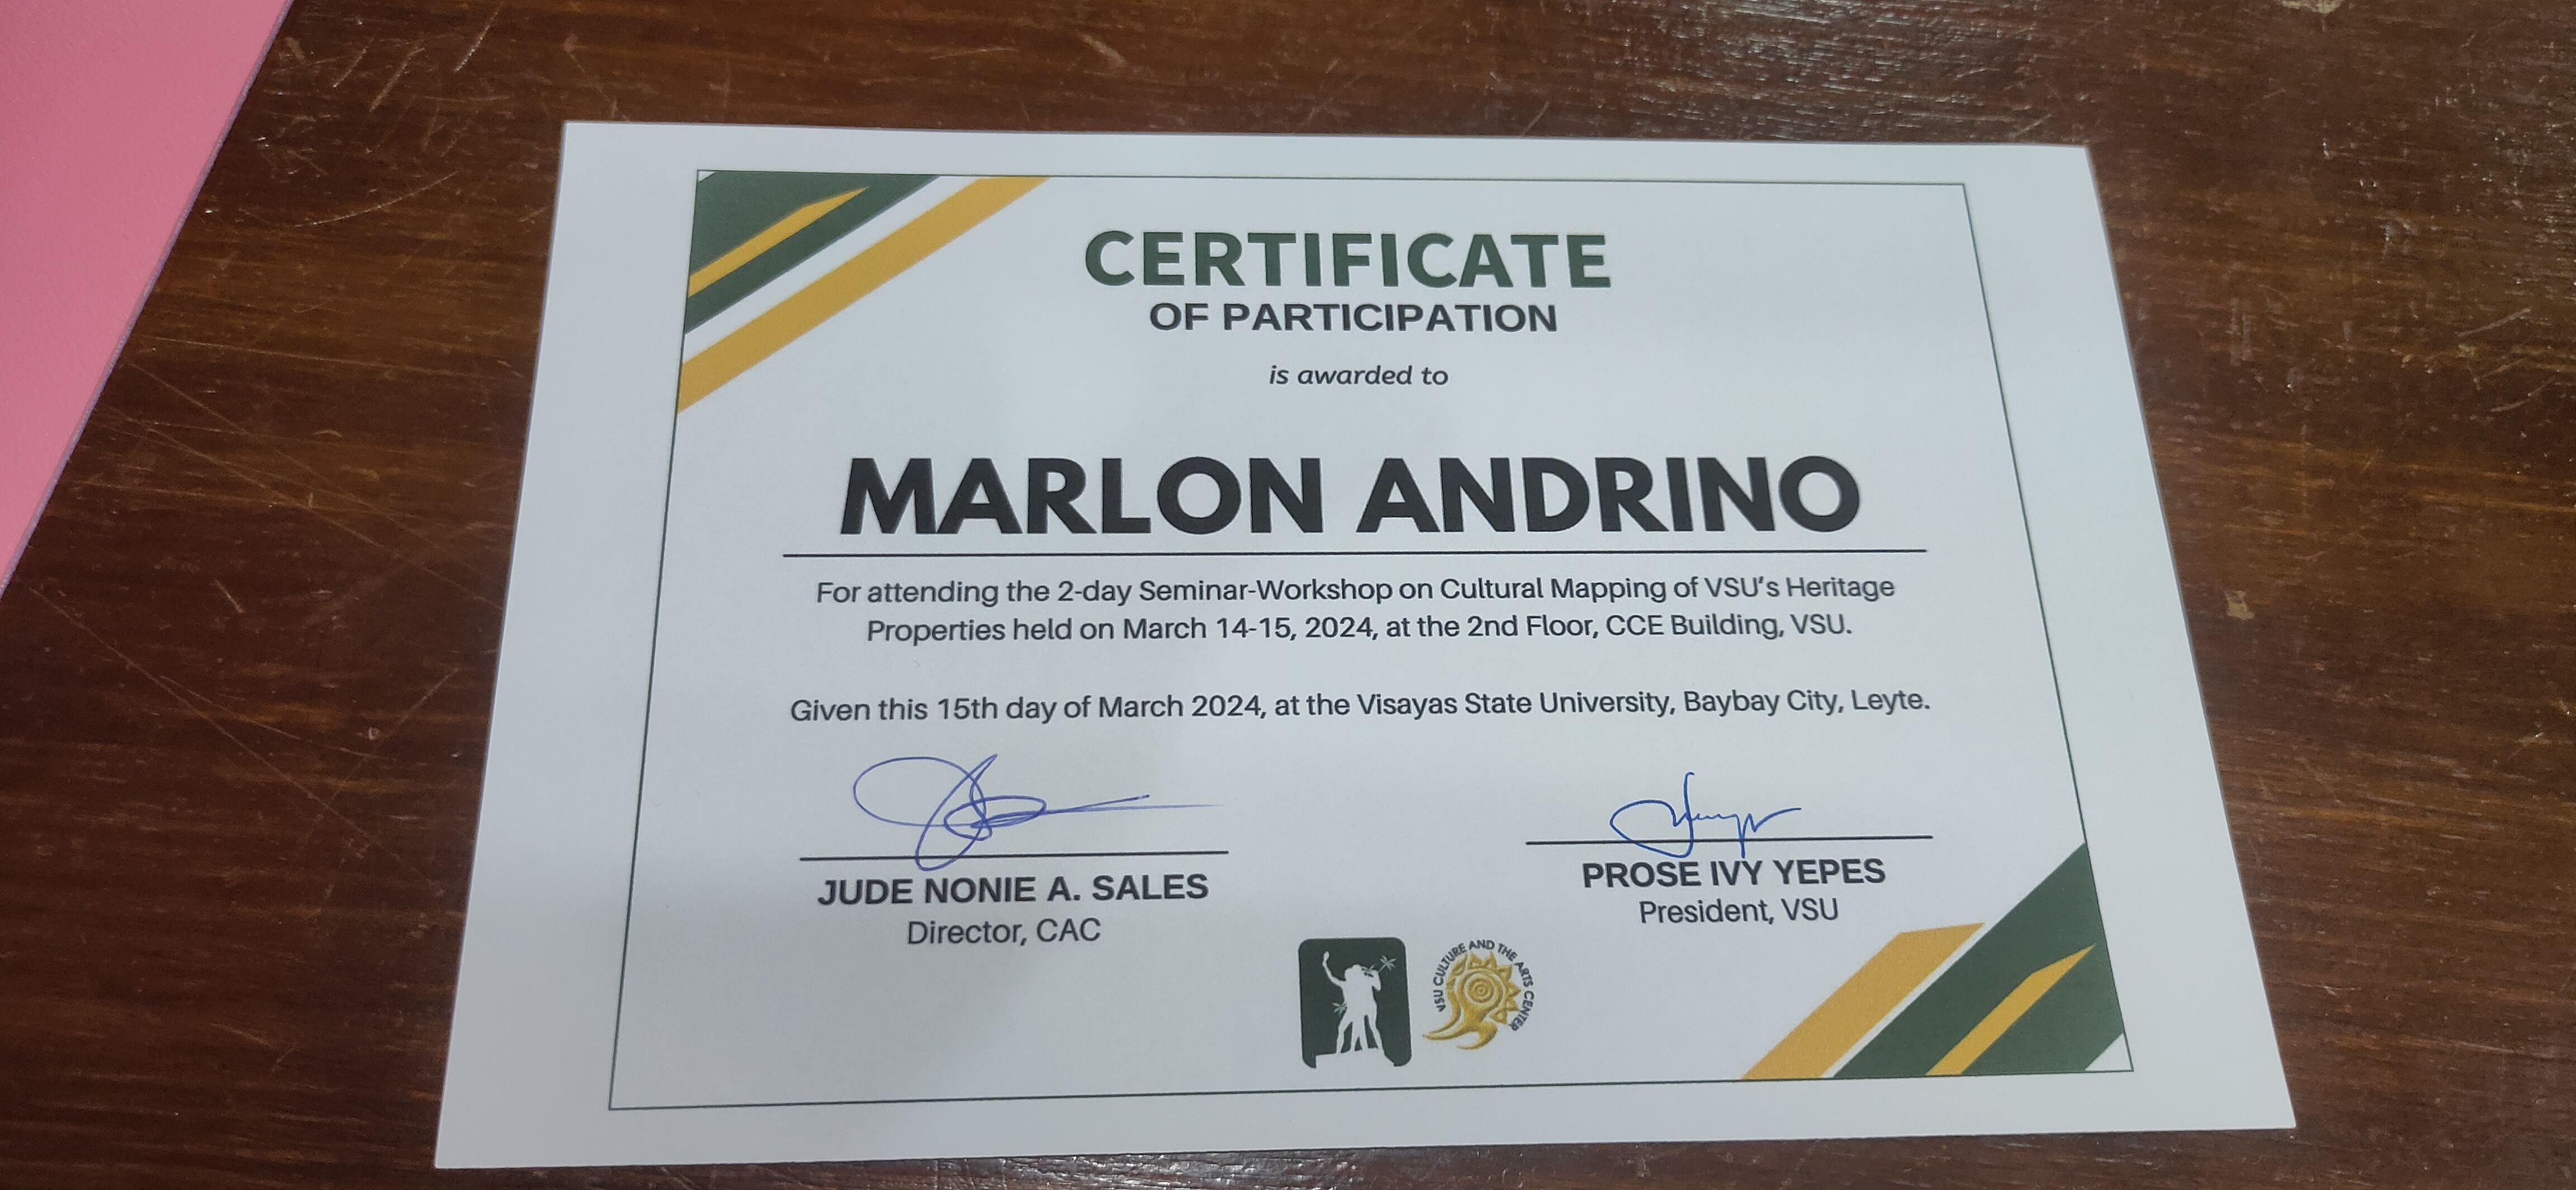 CERTIFICATE
OF PARTICIPATION
is awarded to
MARLON ANDRINO
For attending the 2-day Seminar-Workshop on Cultural Mapping of VSU's Heritage
Properties held on March 14-15, 2024, at the 2nd Floor, CCE Building, VSU.
Given this 15th day of March 2024, at the Visayas State University, Baybay City, Leyte.
JUDE NONIE A. SALES
Director, CAC
PROSE IVY YEPES
President, VSU
VSU CULTURE AND THE ARTS CENTER